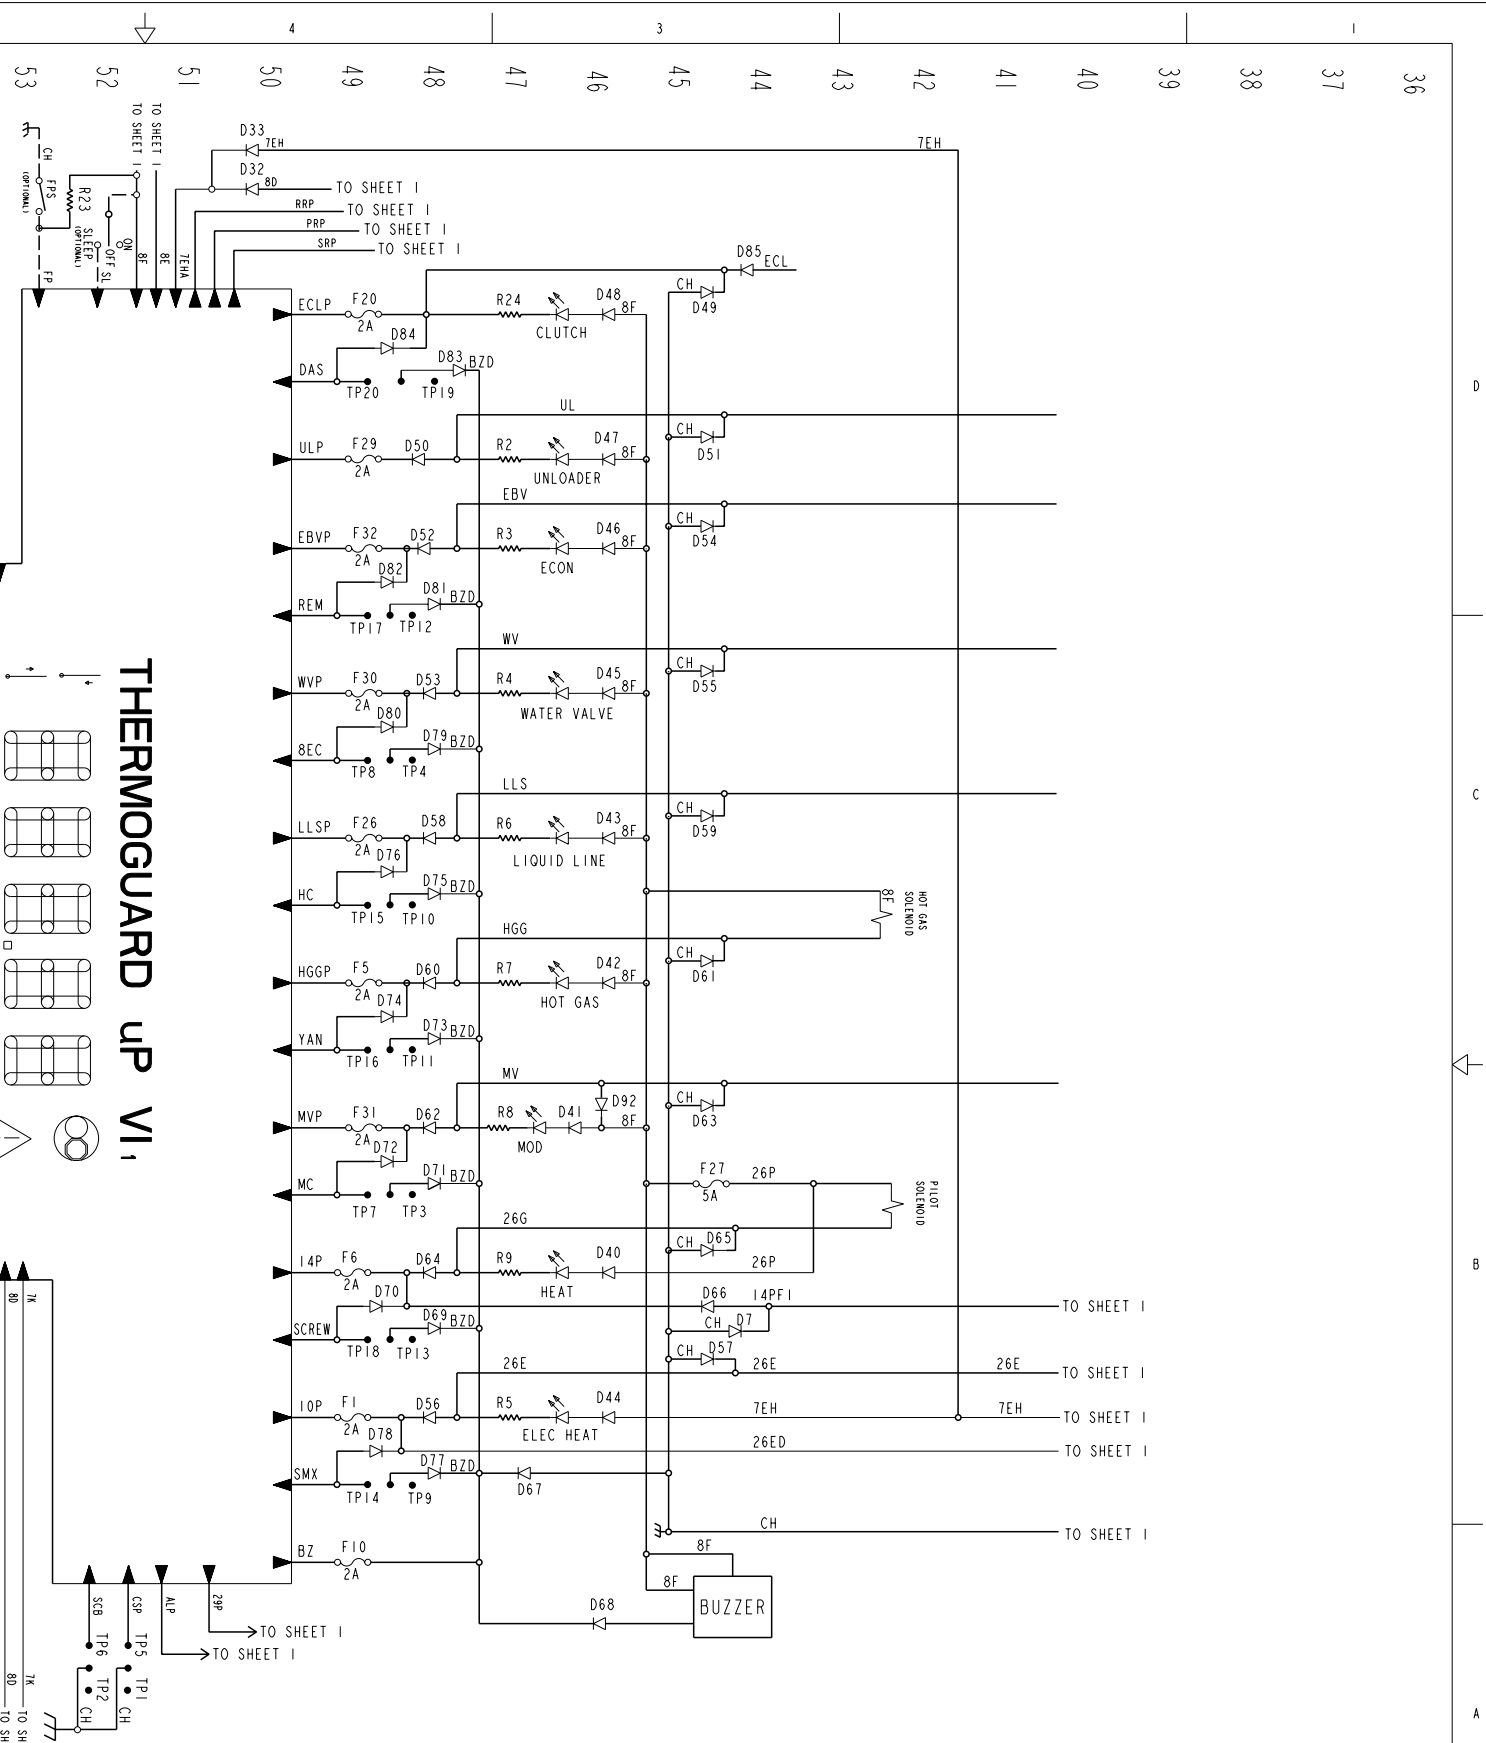 4 3 1
53 52 51 50 49 48 47 46 45 44 43 42 41 40 39 38 37 36
D
C
B
A
TO SHEET 1
TO SHEET 1
D33
7EH
7EH
D32
8D
TO SHEET 1
RRP
TO SHEET 1
PRP
TO SHEET 1
SRP
TO SHEET 1
CH
FPS
(OPTIONAL)
R23
SLEEP
(OPTIONAL)
ON
OFF
SL
FP
8F
8E
7EHA
D85 ECL
CH
D49
ECLP F20 2A
R24
CLUTCH
D48 8F
D84
DAS
TP20
D83 BZD
TP19
UL
CH
D51
ULP F29 2A
D50
R2
UNLOADER
D47 8F
EBV
CH
D54
EBVP F32 2A
D52
R3
ECON
D46 8F
D82
REM
TP17
D81 BZD
TP12
WV
CH
D55
WVP F30 2A
D53
R4
WATER VALVE
D45 8F
D80
8EC
TP8
D79 BZD
TP4
LLS
CH
D59
LLSP F26 2A
D58
R6
LIQUID LINE
D43 8F
D76
HC
TP15
D75 BZD
TP10
8F
HOT GAS
SOLENOID
HGG
CH
D61
HGGP F5 2A
D60
R7
HOT GAS
D42 8F
D74
YAN
TP16
D73 BZD
TP11
MV
D92
CH
D63
MVP F31 2A
D62
R8
MOD
D41
8F
D72
MC
TP7
D71 BZD
TP3
F27 5A
26P
PILOT
SOLENOID
26G
CH D65
14P F6 2A
D64
R9
HEAT
D40
26P
D70
SCREW
TP18
D69 BZD
TP13
D66
14PF1
TO SHEET 1
CH D7
CH D57
26E
26E
26E
TO SHEET 1
10P F1 2A
D56
R5
ELEC HEAT
D44
7EH
7EH
TO SHEET 1
D78
26ED
TO SHEET 1
SMX
TP14
D77 BZD
TP9
D67
CH
TO SHEET 1
BZ F10 2A
8F
8F
BUZZER
D68
THERMOGUARD uP VI,
7K
8D
7K
8D
TO SH
TO SH
SCB
CSP
ALP
29P
TO SHEET 1
TO SHEET 1
TP6
TP5
TP2
TP1
CH
CH